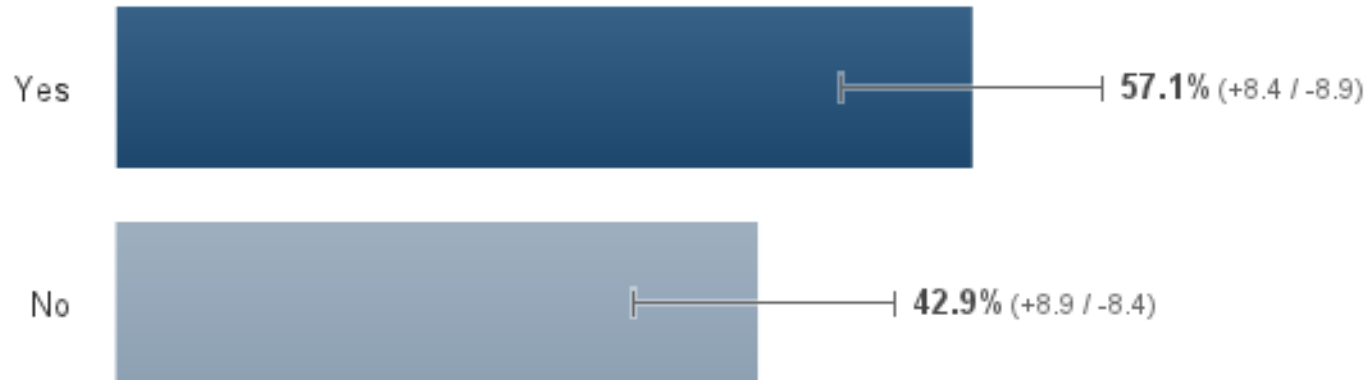 Yes 57.1% (+8.4 / -8.9)
No 42.9% (+8.9 / -8.4)